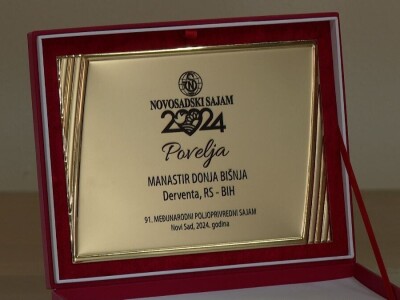 NOVOSADSKI SAJAM
2024
Povelja
MANASTIR DONJA BIŠNJA
Derventa, RS - BIH
91. MEĐUNARODNI POLJOPRIVREDNI SAJAM
Novi Sad, 2024. godina